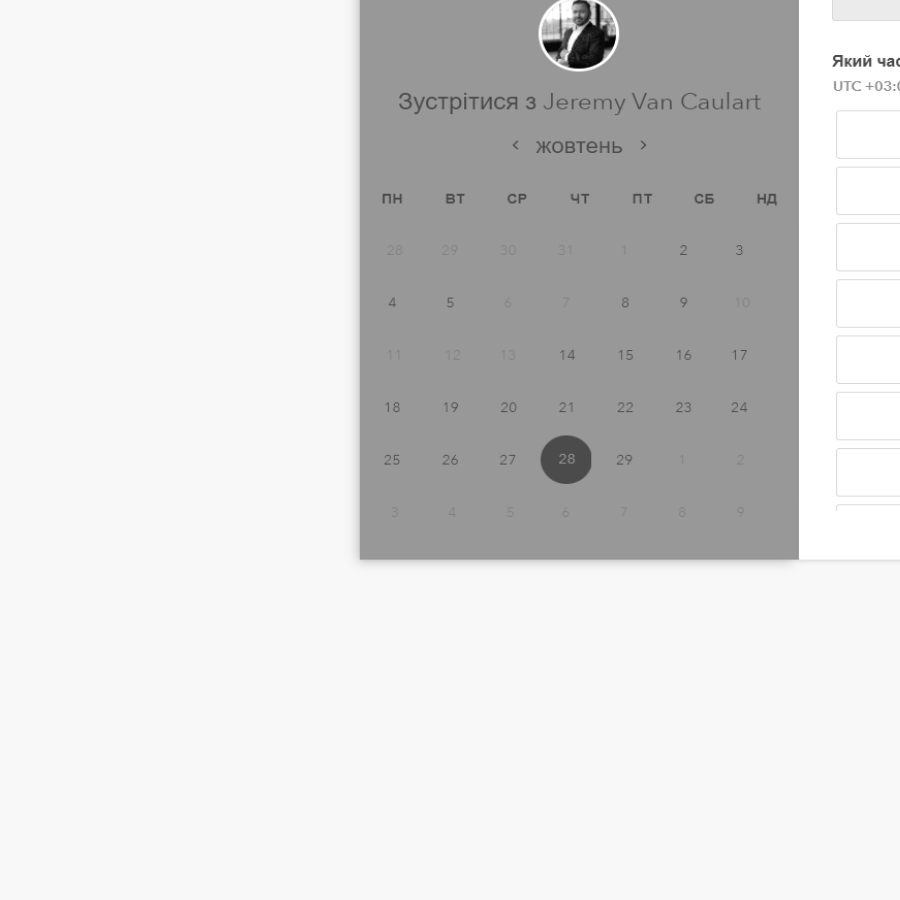 Зустрітися з Jeremy Van Caulart
жовтень
ПН ВТ СР ЧТ ПТ СБ НД
28 29 30 31 1 2 3
4 5 6 7 8 9 10
11 12 13 14 15 16 17
18 19 20 21 22 23 24
25 26 27 28 29 1 2
3 4 5 6 7 8 9
Який час
UTC +03: